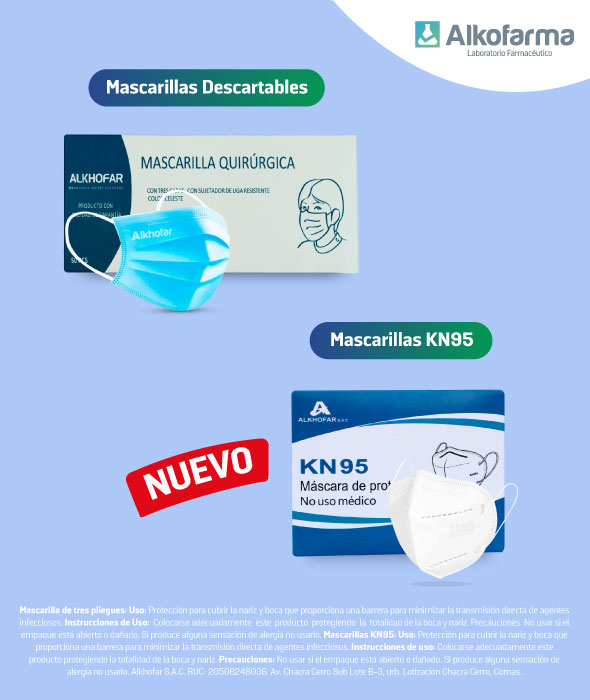 Alkofarma
Laboratorio Farmacéutico
Mascarillas Descartables
ALKHOFAR
MASCARILLA QUIRÚRGICA
PRODUCTO CON
CON TRES CON SUJETADOR DE LIGA RESISTENTE
COLOR CELESTE
Alkhofar
Mascarillas KN95
NUEVO
ALKHOFAR S.A.C.
KN95
Máscara de prot
No uso médico
Mascarilla de tres pliegues: Uso: Protección para cubrir la nariz y boca que proporciona una barrera para minimizar la transmisión directa de agentes
infecciosos. Instrucciones de Uso: Colocarse adecuadamente este producto protegiendo la totalidad de la boca y nariz. Precauciones: No usar si el
empaque está abierto o dañado. Si produce alguna sensación de alergia no usarlo. Mascarillas KN95: Uso: Protección para cubrir la nariz y boca que
proporciona una barrera para minimizar la transmisión directa de agentes infecciosos. Instrucciones de uso: Colocarse adecuadamente este
producto protegiendo la totalidad de la boca y nariz. Precauciones: No usar si el empaque está abierto o dañado. Si produce alguna sensación de
alergia no usarlo. Alkhofar S.A.C. RUC: 20506248036. Av. Chacra Cerro Sub Lote B-3, urb. Lotización Chacra Cerro, Comas.